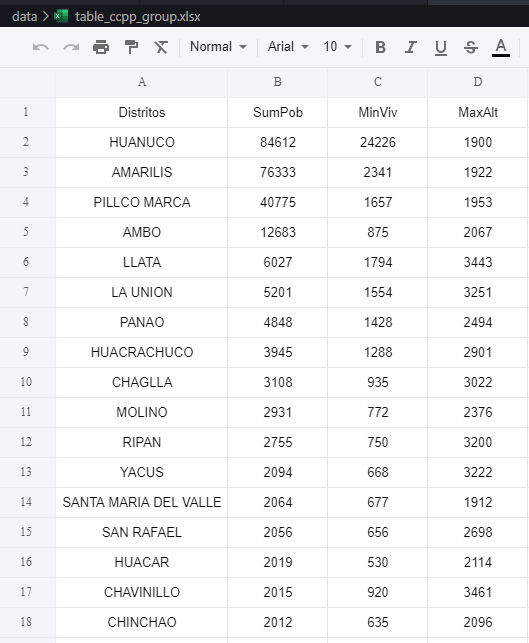 data > table_ccpp_group.xlsx
Normal Arial 10 B I U S A
A B C D
1 Distritos SumPob MinViv MaxAlt
2 HUANUCO 84612 24226 1900
3 AMARILIS 76333 2341 1922
4 PILLCO MARCA 40775 1657 1953
5 AMBO 12683 875 2067
6 LLATA 6027 1794 3443
7 LA UNION 5201 1554 3251
8 PANAO 4848 1428 2494
9 HUACRACHUCO 3945 1288 2901
10 CHAGLLA 3108 935 3022
11 MOLINO 2931 772 2376
12 RIPAN 2755 750 3200
13 YACUS 2094 668 3222
14 SANTA MARIA DEL VALLE 2064 677 1912
15 SAN RAFAEL 2056 656 2698
16 HUACAR 2019 530 2114
17 CHAVINILLO 2015 920 3461
18 CHINCHAO 2012 635 2096